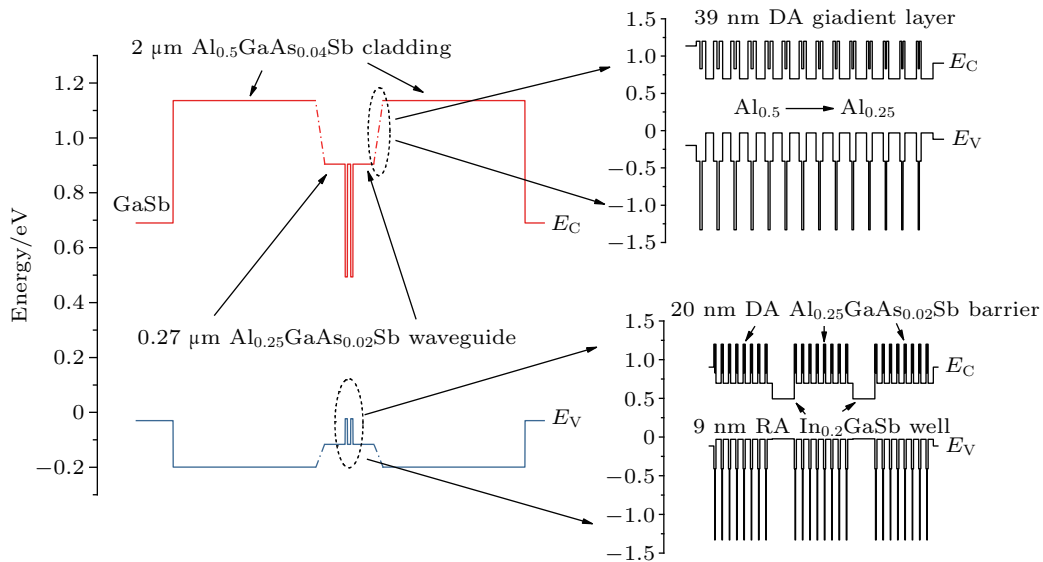 2 μm Al0.5GaAs0.04Sb cladding
1.2
1.0
0.8
0.6
0.4
0.2
0
−0.2
Energy/eV
GaSb
EC
0.27 μm Al0.25GaAs0.02Sb waveguide
EV
39 nm DA giadient layer
1.5
1.0
0.5
0
−0.5
−1.0
−1.5
EC
Al0.5
Al0.25
EV
20 nm DA Al0.25GaAs0.02Sb barrier
1.5
1.0
0.5
0
−0.5
−1.0
−1.5
EC
9 nm RA In0.2GaSb well
EV